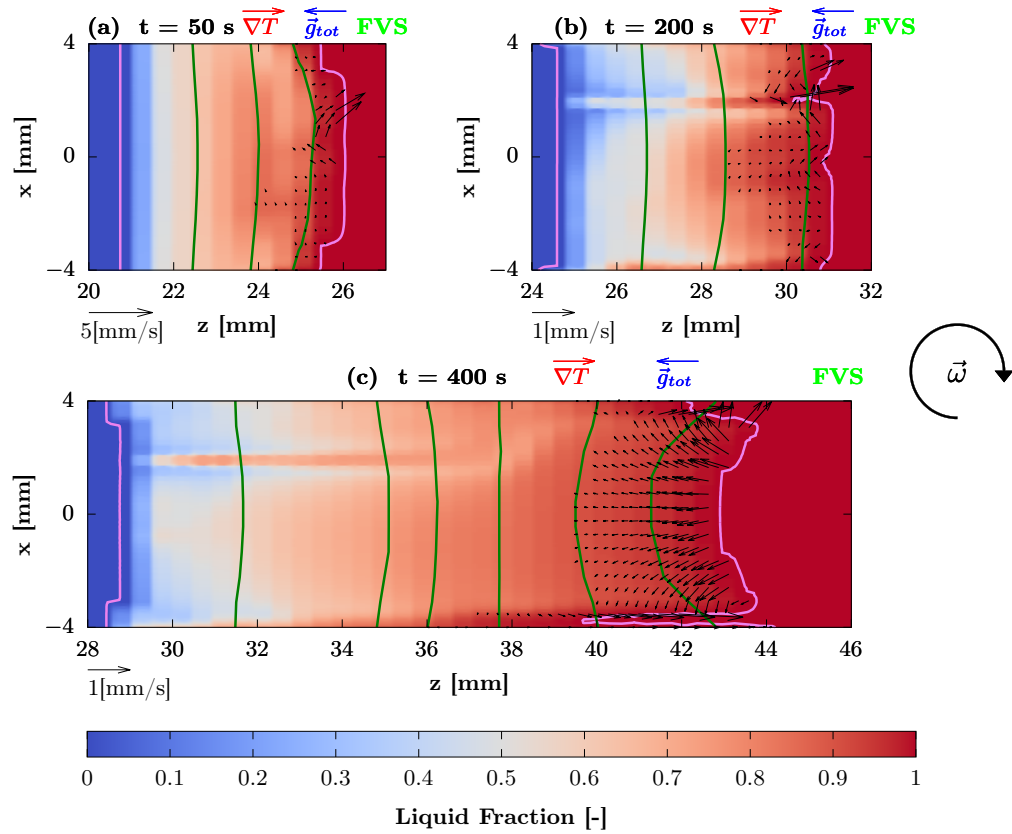 (a) t = 50 s ∇T g⃗tot FVS
(b) t = 200 s ∇T g⃗tot FVS
4
0
−4
x [mm]
20 22 24 26
5[mm/s] z [mm]
4
0
−4
x [mm]
24 26 28 30 32
1[mm/s] z [mm]
ω⃗
(c) t = 400 s ∇T g⃗tot FVS
4
0
−4
x [mm]
28 30 32 34 36 38 40 42 44 46
1[mm/s] z [mm]
0 0.1 0.2 0.3 0.4 0.5 0.6 0.7 0.8 0.9 1
Liquid Fraction [-]